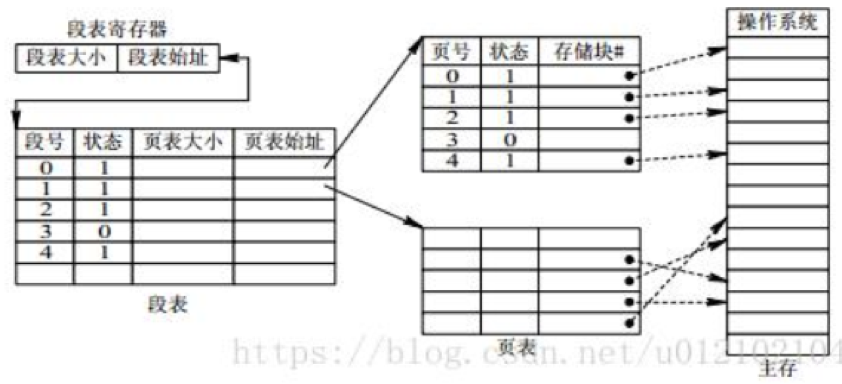 段表寄存器
段表大小 段表始址
段号 状态 页表大小 页表始址
0 1
1 1
2 1
3 0
4 1
段表
页号 状态 存储块#
0 1
1 1
2 1
3 0
4 1
页表
操作系统
主存
https://blog.csdn.net/u012102104